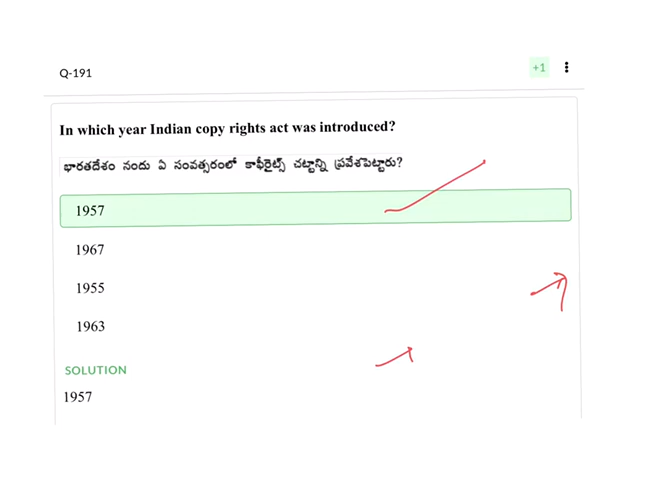 Q-191
+1
In which year Indian copy rights act was introduced?
భారతదేశం నందు ఏ సంవత్సరంలో కాఫీరైట్స్ చట్టాన్ని ప్రవేశపెట్టారు?
1957
1967
1955
1963
SOLUTION
1957